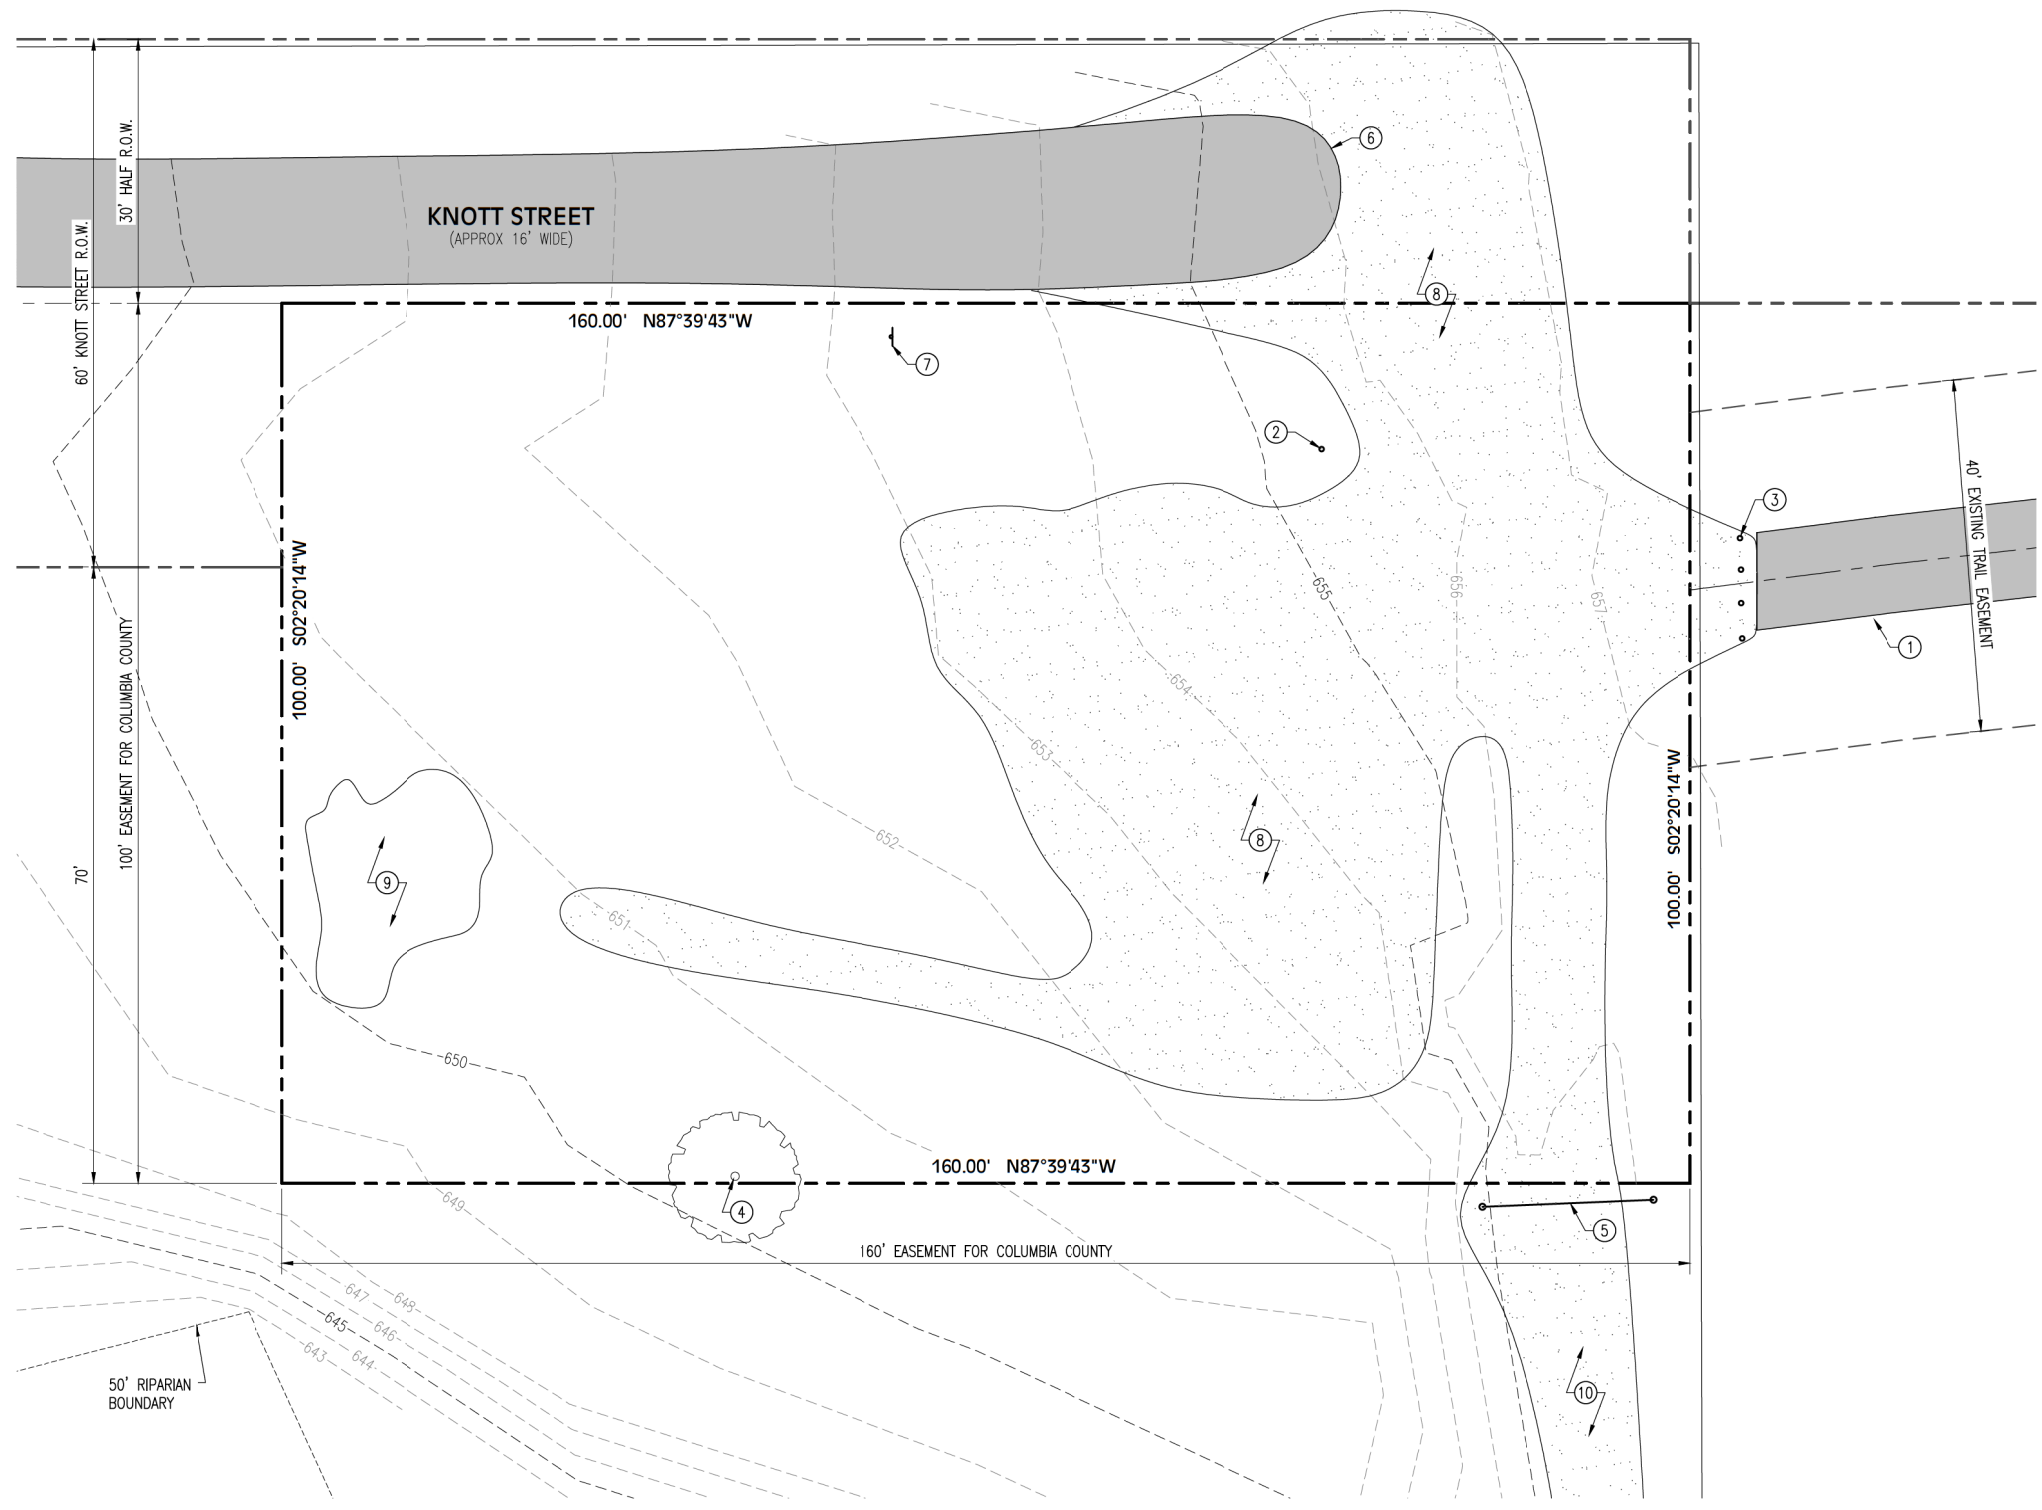 6
30' HALF R.O.W.
KNOTT STREET
(APPROX 16' WIDE)
60' KNOTT STREET R.O.W.
8
160.00' N87°39'43"W
7
2
3
40' EXISTING TRAIL EASEMENT
1
100.00' S02°20'14"W
655
656
657
100' EASEMENT FOR COLUMBIA COUNTY
654
653
652
100.00' S02°20'14"W
70'
9
8
651
650
160.00' N87°39'43"W
649
4
5
160' EASEMENT FOR COLUMBIA COUNTY
648
647
646
645
644
643
50' RIPARIAN
BOUNDARY
10